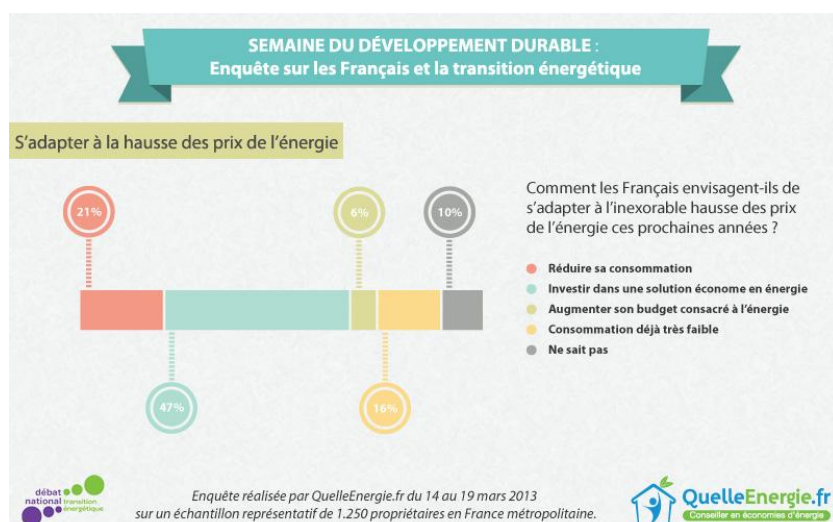 SEMAINE DU DÉVELOPPEMENT DURABLE :
Enquête sur les Français et la transition énergétique
S'adapter à la hausse des prix de l'énergie
21%
6%
10%
47%
16%
Comment les Français envisagent-ils de
s'adapter à l'inexorable hausse des prix
de l'énergie ces prochaines années ?
Réduire sa consommation
Investir dans une solution économe en énergie
Augmenter son budget consacré à l'énergie
Consommation déjà très faible
Ne sait pas
débat
national transition
énergétique
Enquête réalisée par QuelleEnergie.fr du 14 au 19 mars 2013
sur un échantillon représentatif de 1.250 propriétaires en France métropolitaine.
QuelleEnergie.fr
Conseiller en économies d'énergie